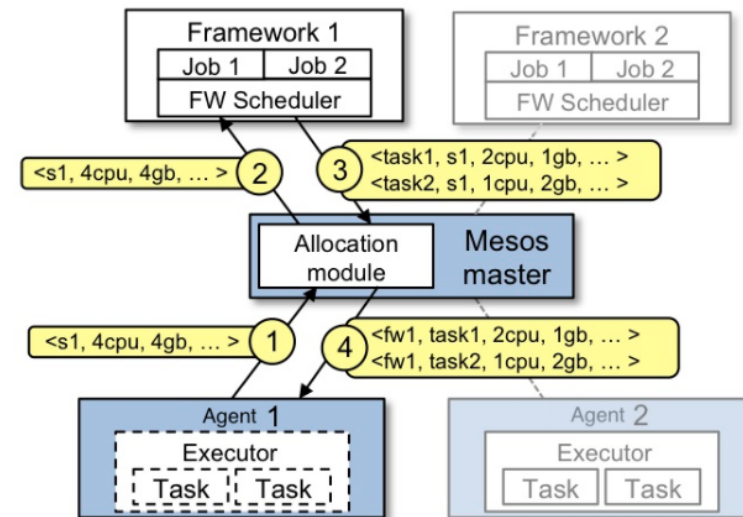 Framework 1
Job 1 Job 2
FW Scheduler
Framework 2
Job 1 Job 2
FW Scheduler
<s1, 4cpu, 4gb, … >
2
3
<task1, s1, 2cpu, 1gb, … >
<task2, s1, 1cpu, 2gb, … >
Allocation
module
Mesos
master
<s1, 4cpu, 4gb, … >
1
4
<fw1, task1, 2cpu, 1gb, … >
<fw1, task2, 1cpu, 2gb, … >
Agent 1
Executor
Task Task
Agent 2
Executor
Task Task